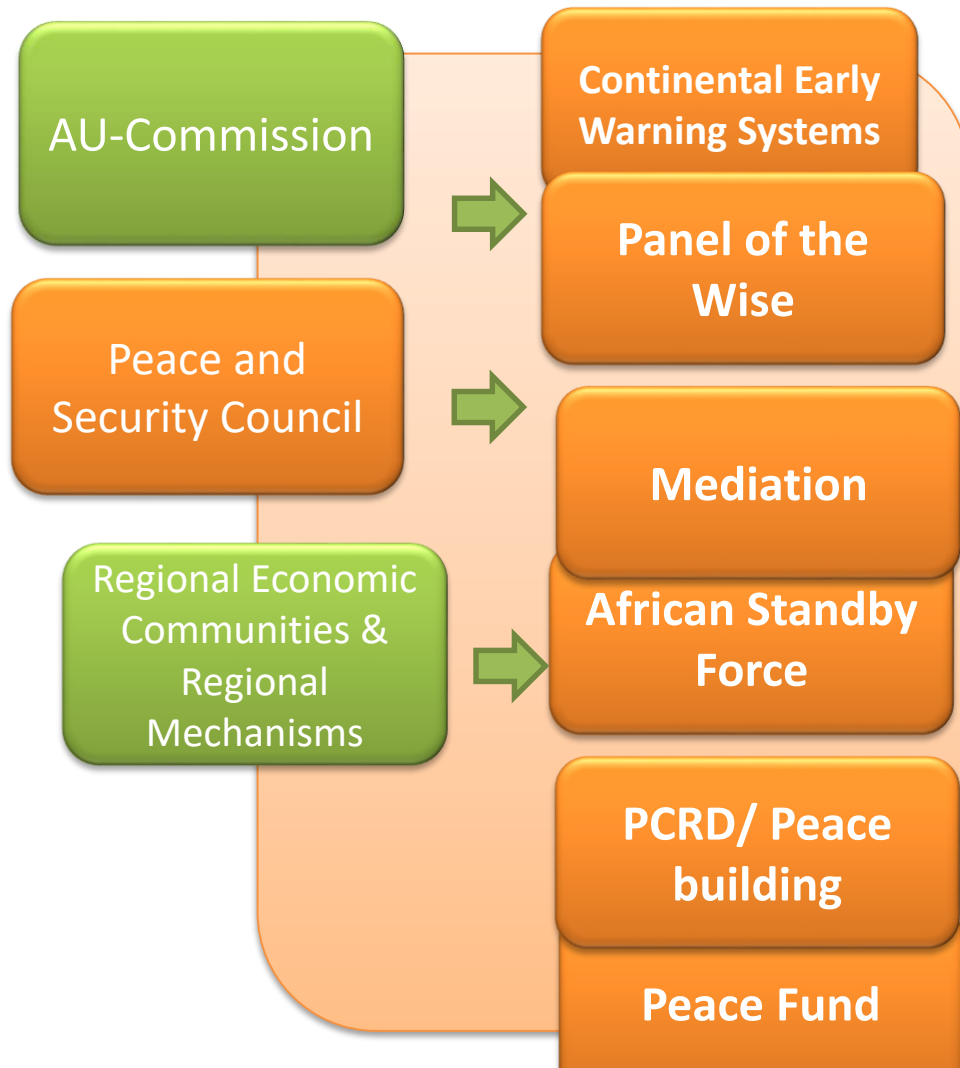 AU-Commission
Peace and
Security Council
Regional Economic
Communities &
Regional
Mechanisms
Continental Early
Warning Systems
Panel of the
Wise
Mediation
African Standby
Force
PCRD/ Peace
building
Peace Fund